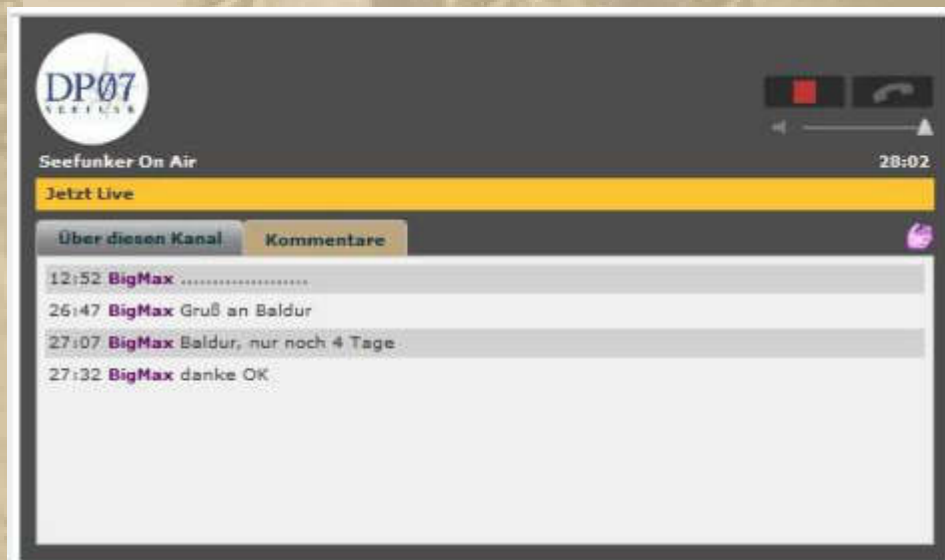 DP07
SEEFUNK
Seefunker On Air
28:02
Jetzt Live
Über diesen Kanal
Kommentare
12:52 BigMax ....................
26:47 BigMax Gruß an Baldur
27:07 BigMax Baldur, nur noch 4 Tage
27:32 BigMax danke OK